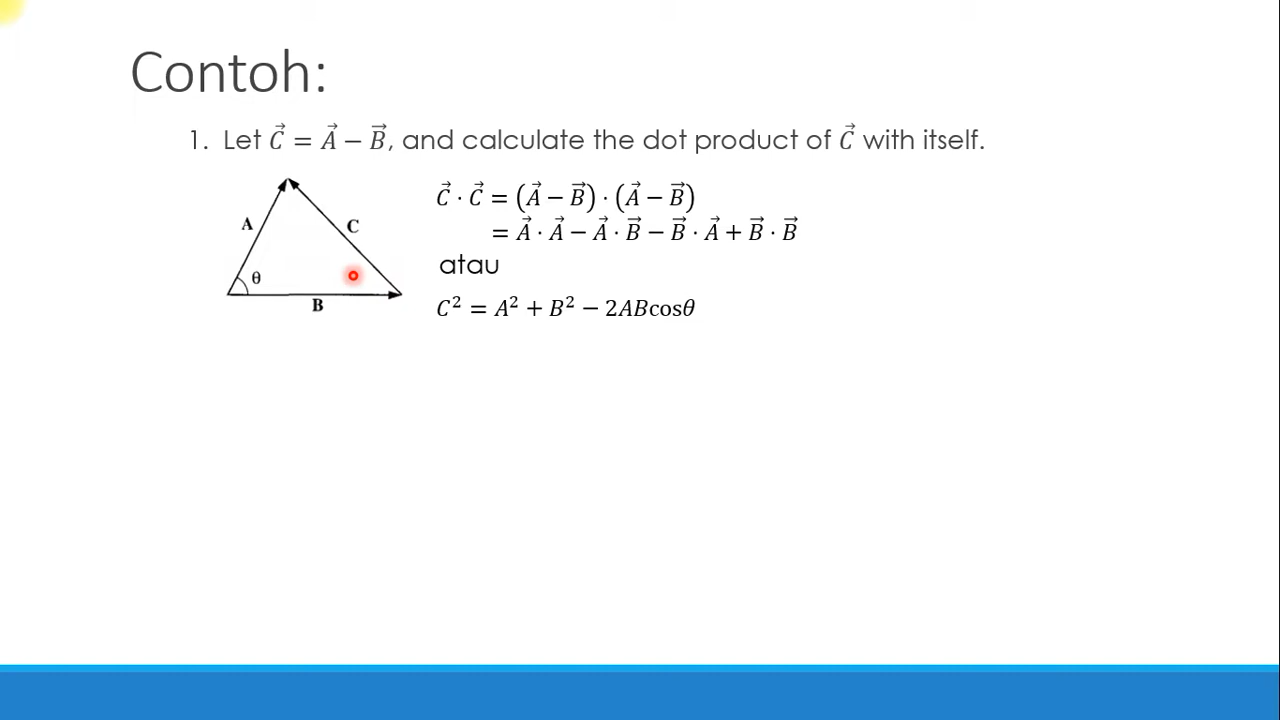 Contoh:
1. Let C⃗ = A⃗ − B⃗, and calculate the dot product of C⃗ with itself.
A
C
θ
B
C⃗ · C⃗ = (A⃗ − B⃗) · (A⃗ − B⃗)
= A⃗ · A⃗ − A⃗ · B⃗ − B⃗ · A⃗ + B⃗ · B⃗
atau
C² = A² + B² − 2ABcosθ